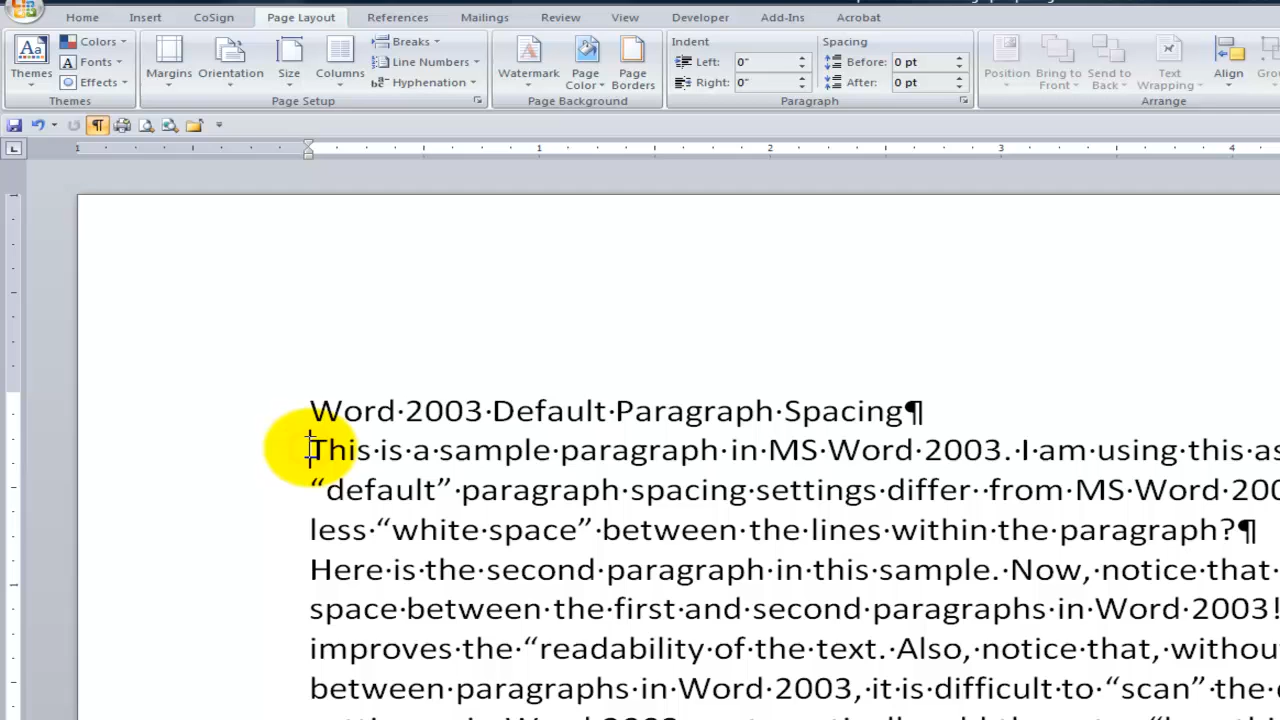 Home Insert CoSign Page Layout References Mailings Review View Developer Add-Ins Acrobat
Aa Themes
Colors
A Fonts
Effects
Themes
Margins
Orientation
Size
Columns
Breaks
Line Numbers
Hyphenation
Page Setup
Watermark
Page Color
Page Borders
Page Background
Indent
Left: 0"
Right: 0"
Spacing
Before: 0 pt
After: 0 pt
Paragraph
Position
Bring to Front
Send to Back
Text Wrapping
Align
Arrange
1 1 2 3 4
Word·2003·Default·Paragraph·Spacing¶
This·is·a·sample·paragraph·in·MS·Word·2003.·I·am·using·this·as
“default”·paragraph·spacing·settings·differ··from·MS·Word·200
less·“white·space”·between·the·lines·within·the·paragraph?¶
Here·is·the·second·paragraph·in·this·sample.·Now,·notice·that·
space·between·the·first·and·second·paragraphs·in·Word·2003!
improves·the·“readability·of·the·text.·Also,·notice·that,·withou
between·paragraphs·in·Word·2003,·it·is·difficult·to·“scan”·the·